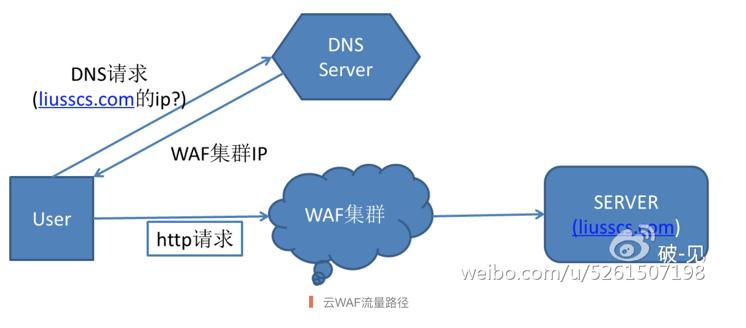 DNS
Server
DNS请求
(liusscs.com的ip?)
WAF集群IP
User
http请求
WAF集群
SERVER
(liusscs.com)
破-见
weibo.com/u/5261507198
云WAF流量路径